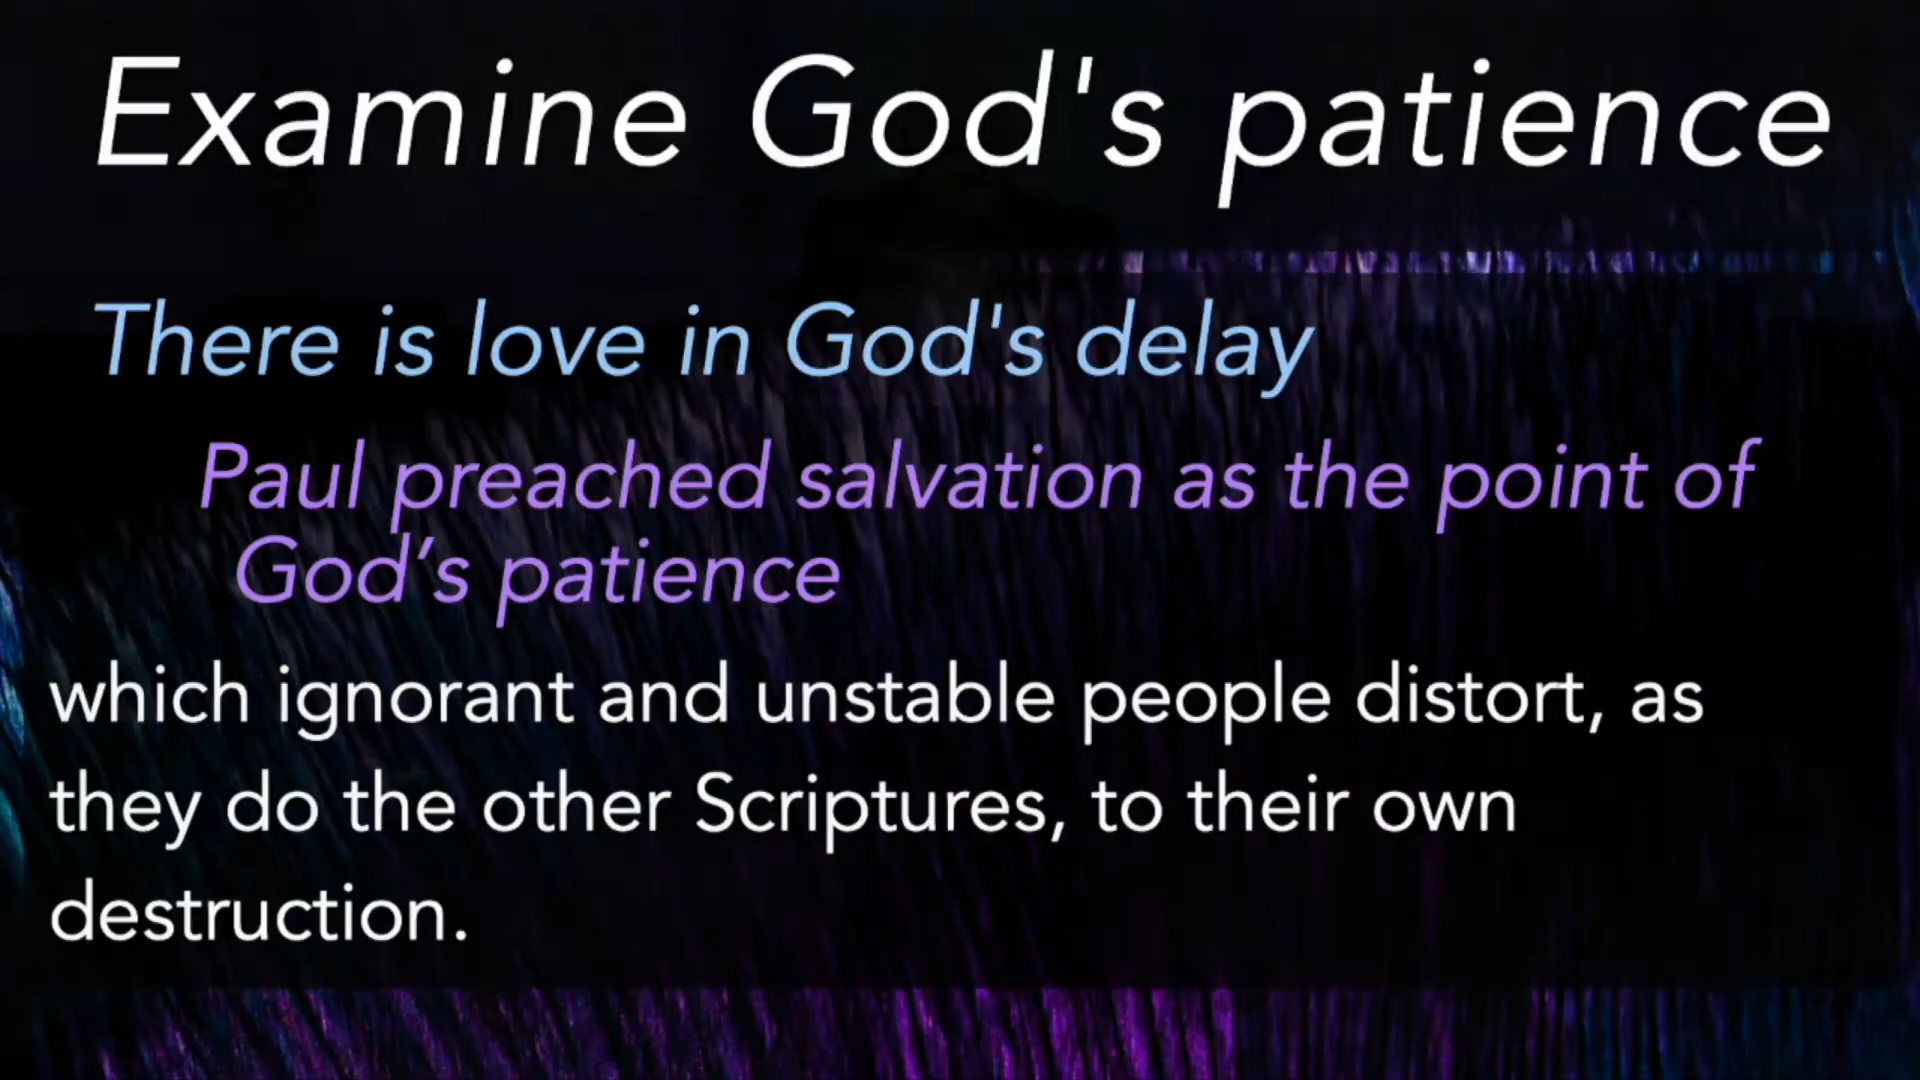 Examine God's patience
There is love in God's delay
Paul preached salvation as the point of
God’s patience
which ignorant and unstable people distort, as
they do the other Scriptures, to their own
destruction.